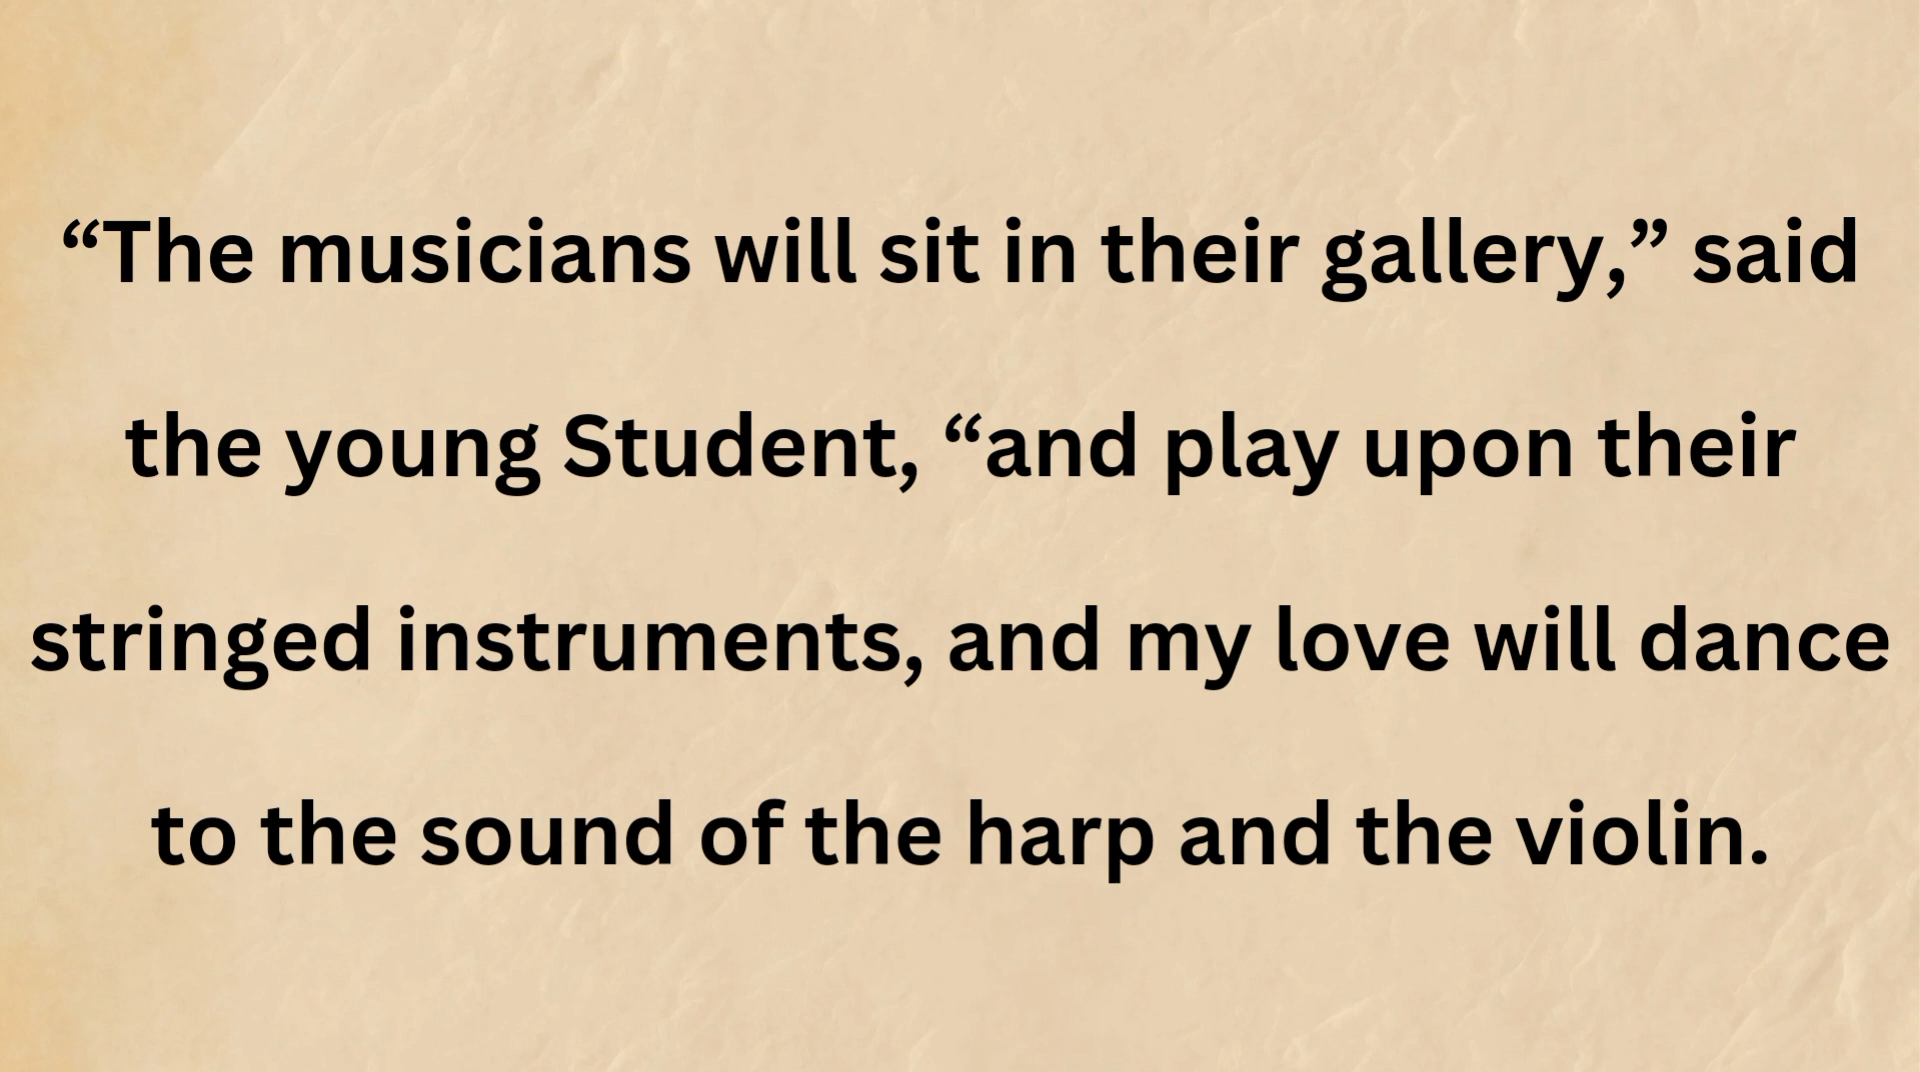 “The musicians will sit in their gallery,” said
the young Student, “and play upon their
stringed instruments, and my love will dance
to the sound of the harp and the violin.